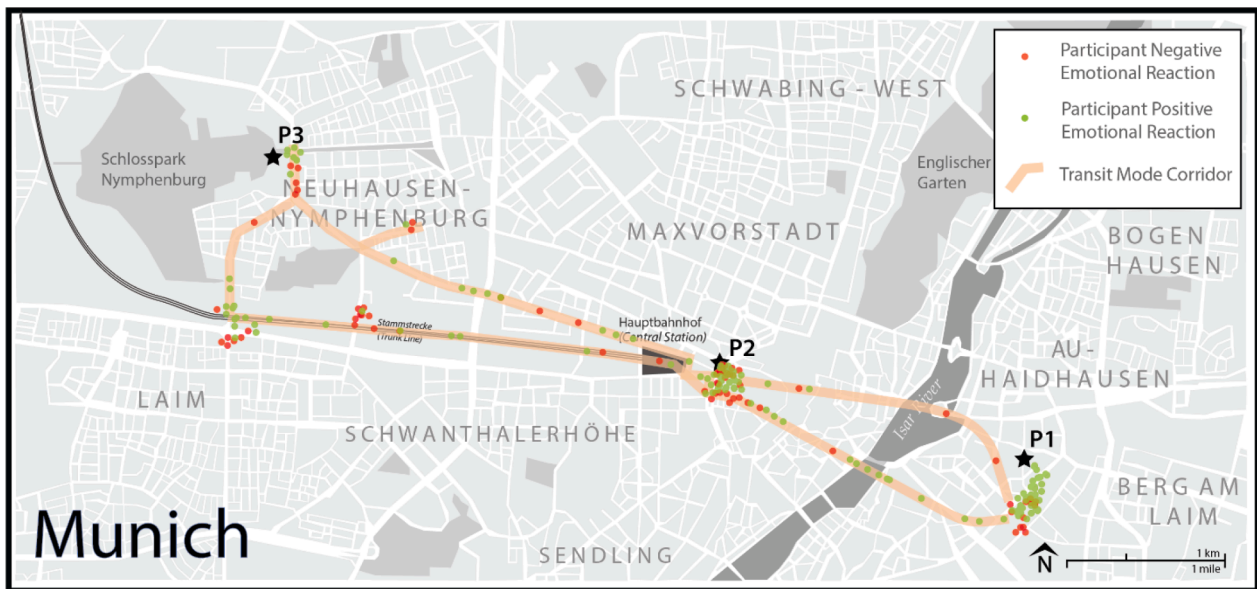 Participant Negative
Emotional Reaction
Participant Positive
Emotional Reaction
Transit Mode Corridor
SCHWABING - WEST
P3
Schlosspark
Nymphenburg
Englischer
Garten
NEUHAUSEN-
NYMPHENBURG
MAXVORSTADT
BOGEN
HAUSEN
Stammstrecke
(Trunk Line)
Hauptbahnhof
(Central Station)
P2
AU-
HAIDHAUSEN
LAIM
Isar River
SCHWANTHALERHÖHE
P1
BERG AM
LAIM
Munich
SENDLING
N
1 km
1 mile